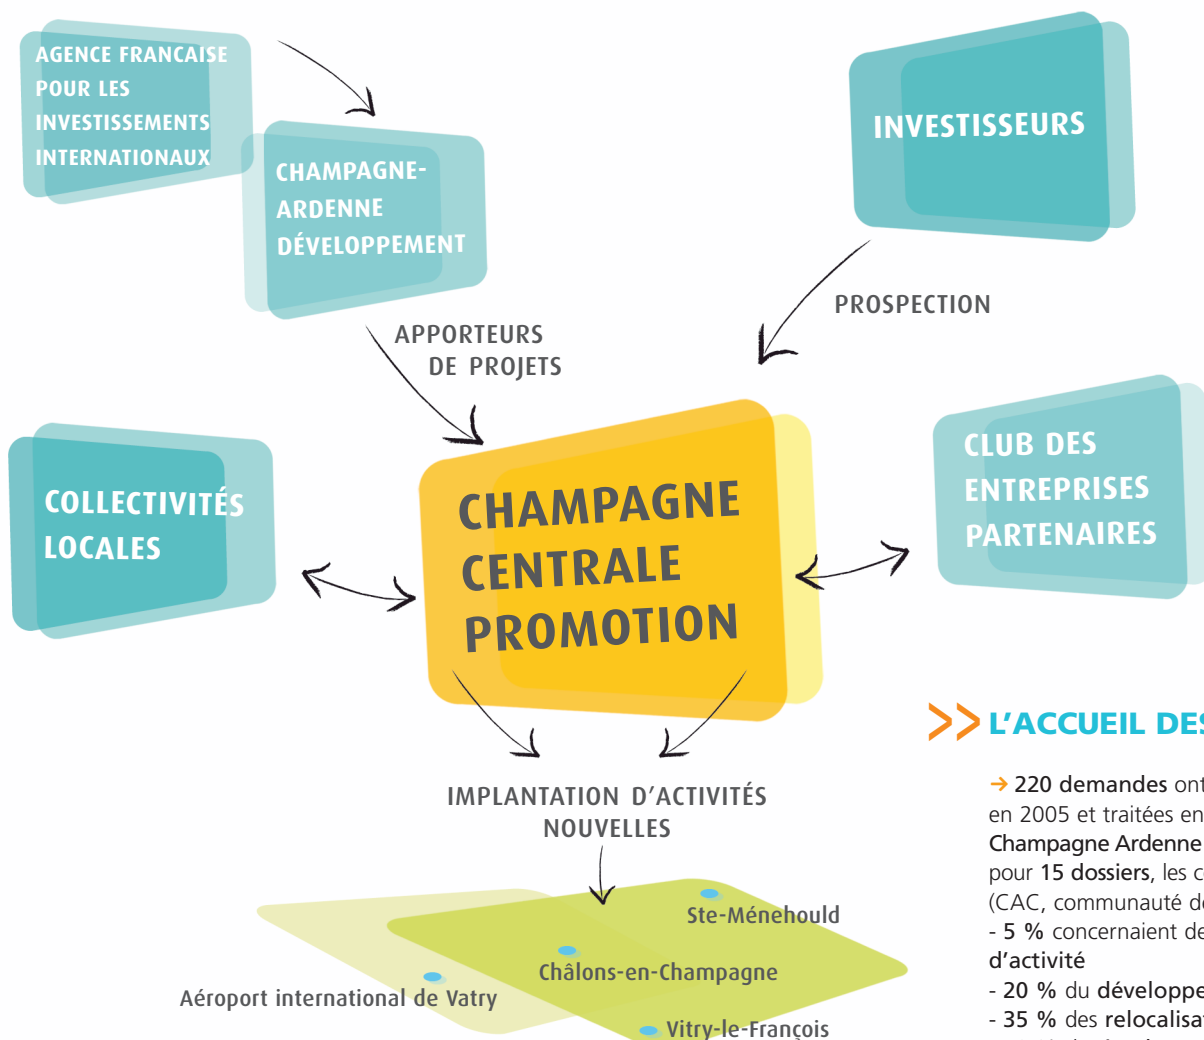 AGENCE FRANCAISE
POUR LES
INVESTISSEMENTS
INTERNATIONAUX
CHAMPAGNE-
ARDENNE
DÉVELOPPEMENT
INVESTISSEURS
PROSPECTION
APPORTEURS
DE PROJETS
COLLECTIVITÉS
LOCALES
CHAMPAGNE
CENTRALE
PROMOTION
CLUB DES
ENTREPRISES
PARTENAIRES
IMPLANTATION D'ACTIVITÉS
NOUVELLES
Ste-Ménehould
Châlons-en-Champagne
Aéroport international de Vatry
Vitry-le-François
>> L'ACCUEIL DES
→ 220 demandes ont
en 2005 et traitées en
Champagne Ardenne
pour 15 dossiers, les c
(CAC, communauté de
- 5 % concernaient de
d'activité
- 20 % du développe
- 35 % des relocalisa